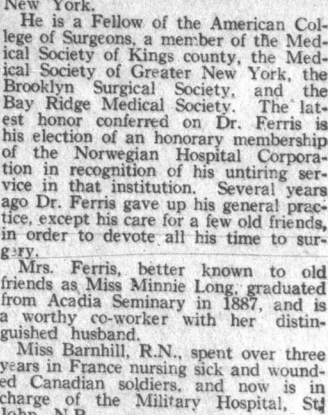 New York.
He is a Fellow of the American Col-
lege of Surgeons, a member of the Med-
ical Society of Kings county, the Med-
ical Society of Greater New York, the
Brooklyn Surgical Society, and the
Bay Ridge Medical Society. The lat-
est honor conferred on Dr. Ferris is
his election of an honorary membership
of the Norwegian Hospital Corpora-
tion in recognition of his untiring ser-
vice in that institution. Several years
ago Dr. Ferris gave up his general prac-
tice, except his care for a few old friends,
in order to devote all his time to sur-
gery.
Mrs. Ferris, better known to old
friends as Miss Minnie Long, graduated
from Acadia Seminary in 1887, and is
a worthy co-worker with her distin-
guished husband.
Miss Barnhill, R.N., spent over three
years in France nursing sick and wound-
ed Canadian soldiers, and now is in
charge of the Military Hospital, St.
John, N.B.